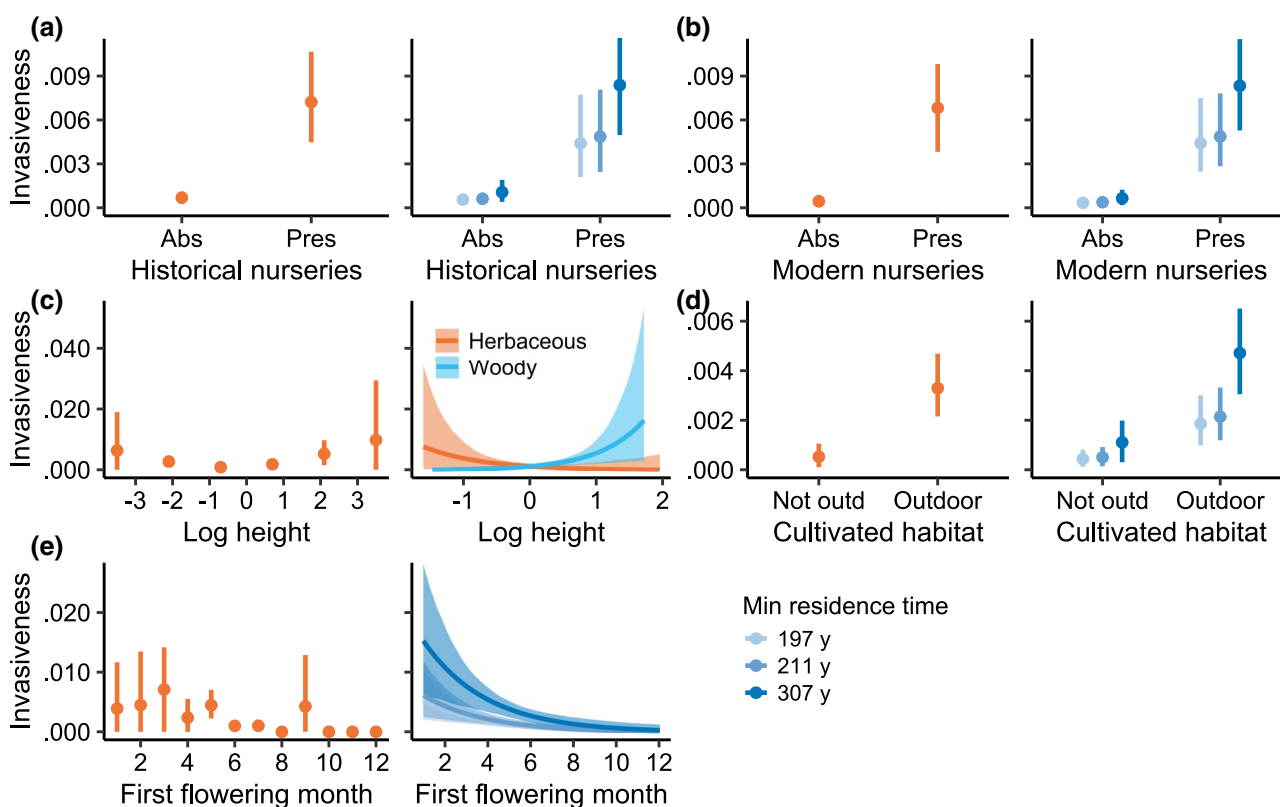 (a)
Invasiveness
.009
.006
.003
.000
Abs Pres
Historical nurseries
Abs Pres
Historical nurseries
(b)
.009
.006
.003
.000
Abs Pres
Modern nurseries
Abs Pres
Modern nurseries
(c)
Invasiveness
.040
.020
.000
-3 -2 -1 0 1 2 3
Log height
Herbaceous
Woody
-1 0 1 2
Log height
(d)
.006
.004
.002
.000
Not outd Outdoor
Cultivated habitat
Not outd Outdoor
Cultivated habitat
(e)
Invasiveness
.020
.010
.000
2 4 6 8 10 12
First flowering month
2 4 6 8 10 12
First flowering month
Min residence time
197 y
211 y
307 y